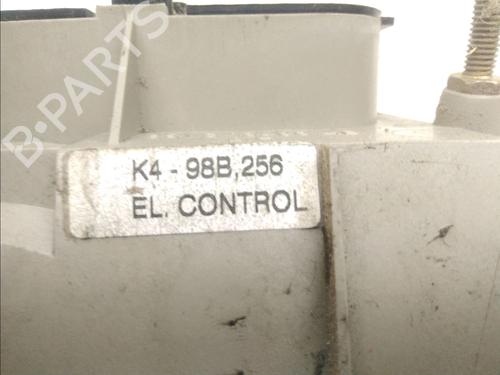 B-PARTS
K4 - 98B,256
EL. CONTROL